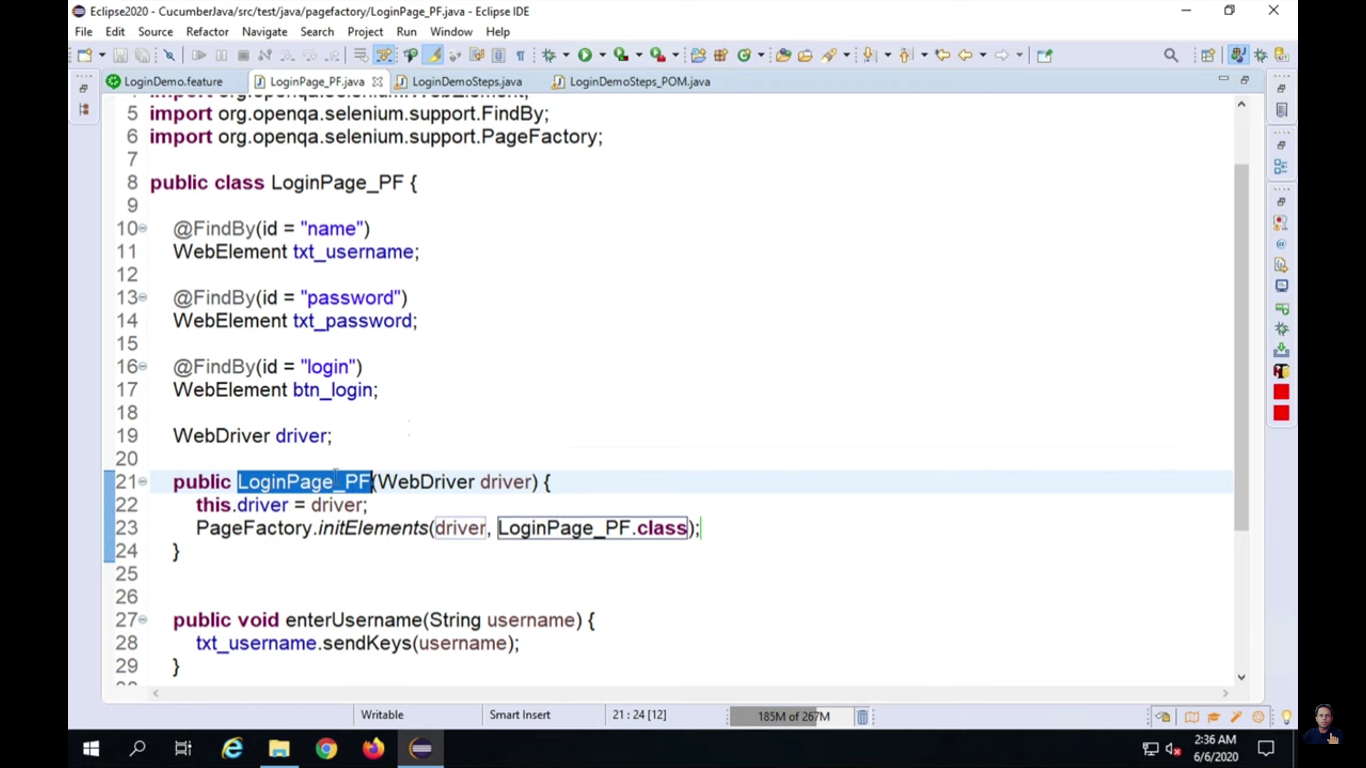 Eclipse2020 - CucumberJava/src/test/java/pagefactory/LoginPage_PF.java - Eclipse IDE
File Edit Source Refactor Navigate Search Project Run Window Help
LoginDemo.feature LoginPage_PF.java LoginDemoSteps.java LoginDemoSteps_POM.java
5 import org.openqa.selenium.support.FindBy;
6 import org.openqa.selenium.support.PageFactory;
7
8 public class LoginPage_PF {
9
10 @FindBy(id = "name")
11 WebElement txt_username;
12
13 @FindBy(id = "password")
14 WebElement txt_password;
15
16 @FindBy(id = "login")
17 WebElement btn_login;
18
19 WebDriver driver;
20
21 public LoginPage_PF(WebDriver driver) {
22 this.driver = driver;
23 PageFactory.initElements(driver, LoginPage_PF.class);
24 }
25
26
27 public void enterUsername(String username) {
28 txt_username.sendKeys(username);
29 }
Writable Smart Insert 21 : 24 [12] 185M of 267M
2:36 AM
6/6/2020